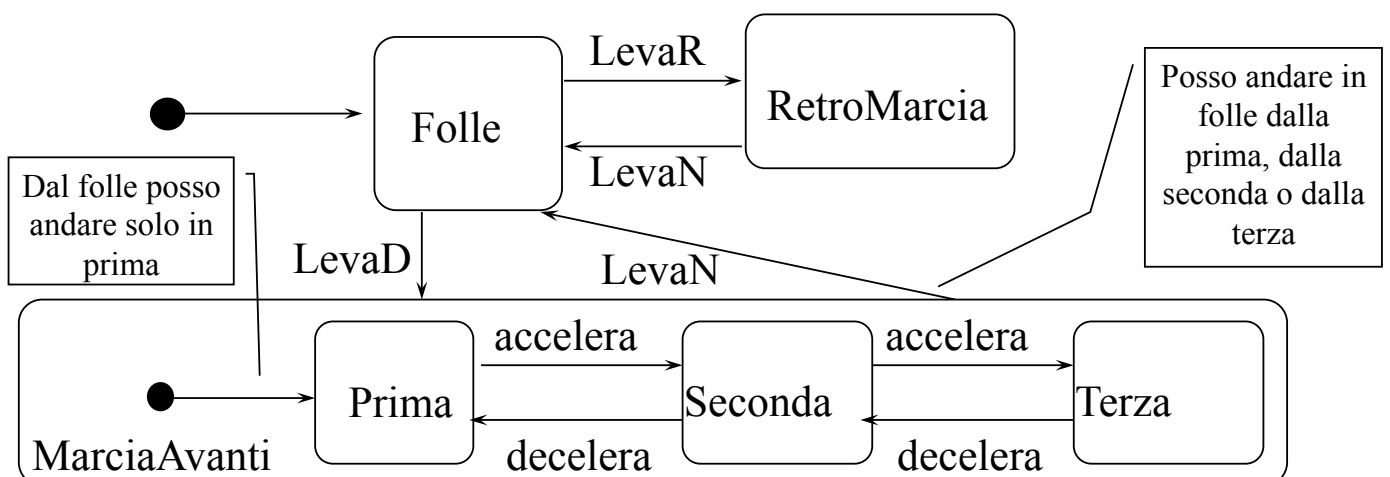 LevaR
Folle
RetroMarcia
LevaN
Posso andare in
folle dalla
prima, dalla
seconda o dalla
terza
Dal folle posso
andare solo in
prima
LevaD
LevaN
accelera
accelera
Prima
Seconda
Terza
decelera
decelera
MarciaAvanti